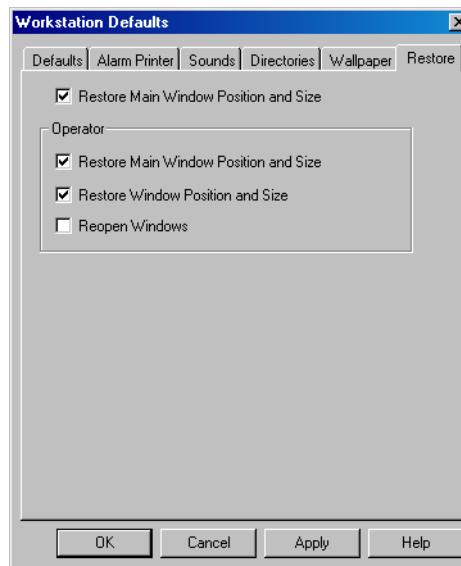 Workstation Defaults
Defaults Alarm Printer Sounds Directories Wallpaper Restore
Restore Main Window Position and Size
Operator
Restore Main Window Position and Size
Restore Window Position and Size
Reopen Windows
OK Cancel Apply Help